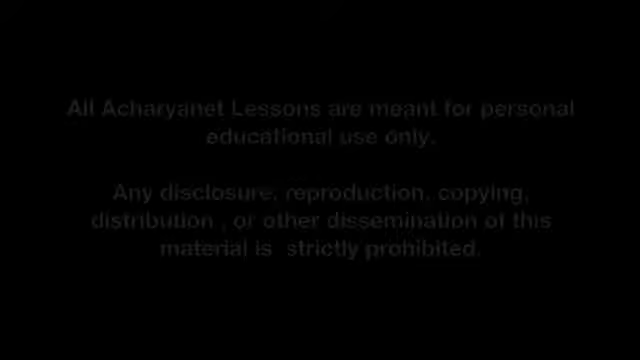 All Acharyanet Lessons are meant for personal
educational use only.
Any disclosure, reproduction, copying,
distribution , or other dissemination of this
material is strictly prohibited.